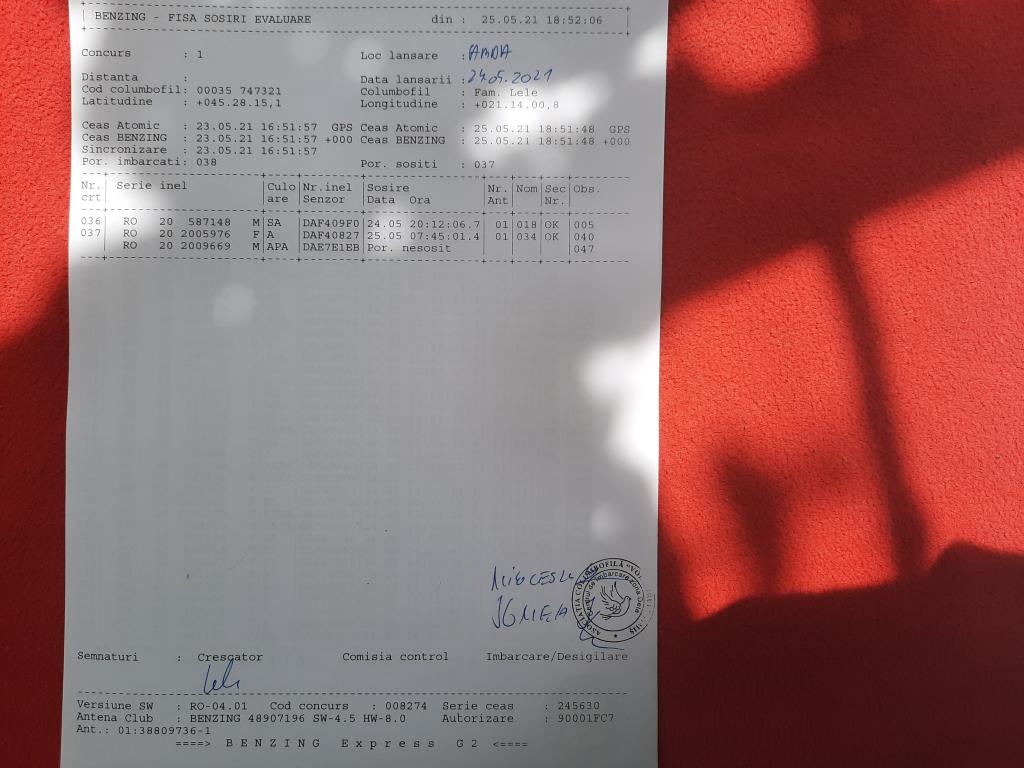 BENZING - FISA SOSIRI EVALUARE din : 25.05.21 18:52:06
Concurs : 1 Loc lansare :
Distanta : Data lansarii : 24.05.2021
Cod columbofil: 00035 747321 Columbofil : Fam. Lele
Latitudine : +045.28.15,1 Longitudine : +021.14.00,8
Ceas Atomic : 23.05.21 16:51:57 GPS Ceas Atomic : 25.05.21 18:51:48 GPS
Ceas BENZING : 23.05.21 16:51:57 +000 Ceas BENZING : 25.05.21 18:51:48 +000
Sincronizare : 23.05.21 16:51:57
Por. imbarcati: 038 Por. sositi : 037
Nr. Serie inel Culo Nr.inel Sosire Nr. Nom Sec Obs.
crt are Senzor Data Ora Ant Nr.
036 RO 20 587148 M SA DAF409F0 24.05 20:12:06.7 01 018 OK 005
037 RO 20 2005976 F A DAF40827 25.05 07:45:01.4 01 034 OK 040
RO 20 2009669 M APA DAE7E1EB Por. nesosit 047
Semnaturi : Crescator Comisia control Imbarcare/Desigilare
Versiune SW : RO-04.01 Cod concurs : 008274 Serie ceas : 245630
Antena Club : BENZING 48907196 SW-4.5 HW-8.0 Autorizare : 90001FC7
Ant.: 01:38809736-1
====> BENZING Express G2 <====